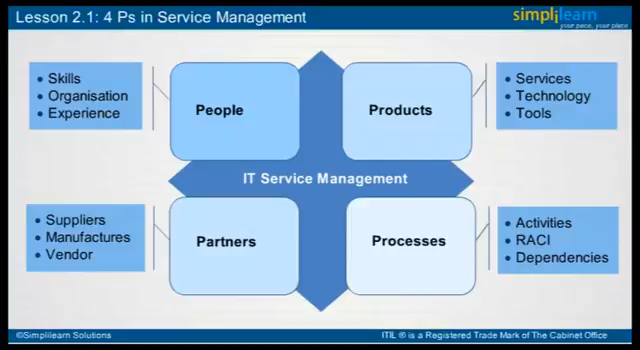 Lesson 2.1: 4 Ps in Service Management
simplilearn
your pace, your place
Skills
Organisation
Experience
People
Products
Services
Technology
Tools
IT Service Management
Suppliers
Manufactures
Vendor
Partners
Processes
Activities
RACI
Dependencies
©Simplilearn Solutions
ITIL ® is a Registered Trade Mark of The Cabinet Office